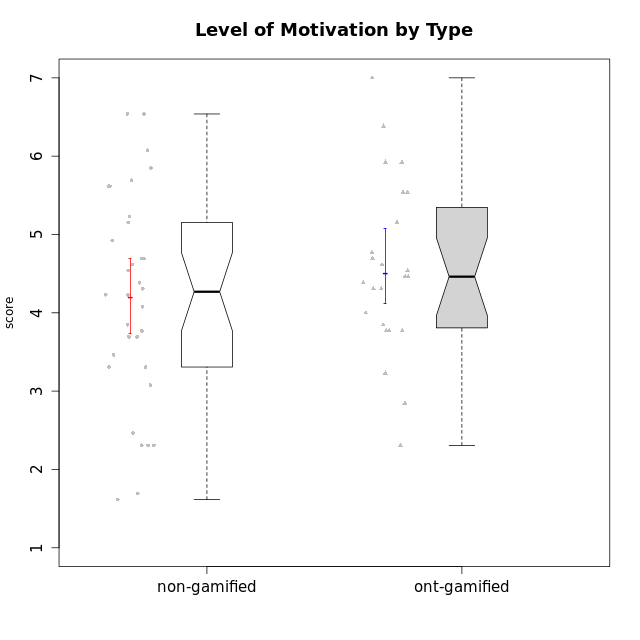 Level of Motivation by Type
score
7
6
5
4
3
2
1
non-gamified
ont-gamified